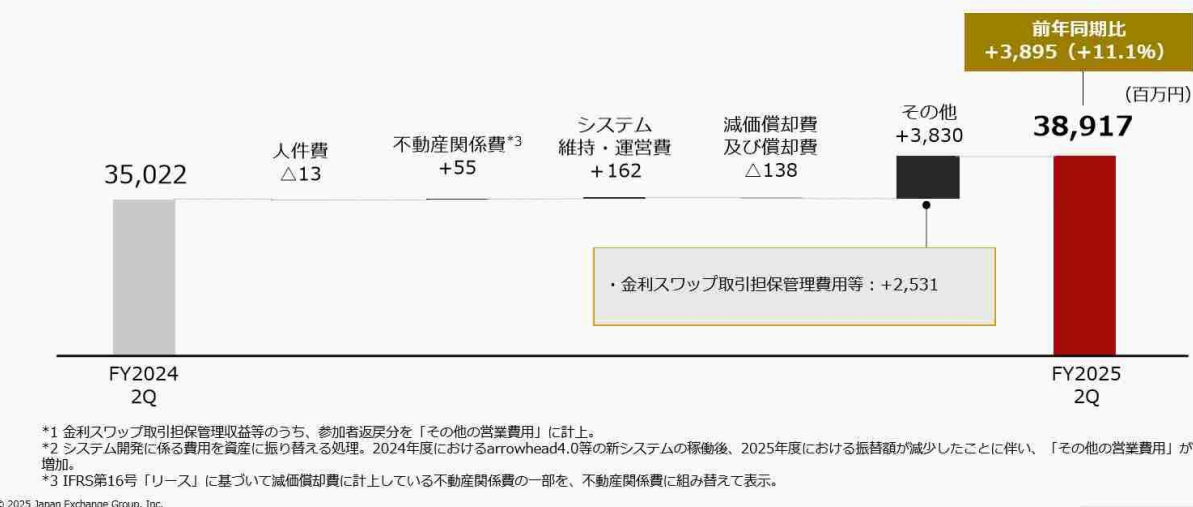 前年同期比
+3,895（+11.1%）
（百万円）
38,917
その他
+3,830
減価償却費
及び償却費
△138
システム
維持・運営費
+162
不動産関係費*3
+55
人件費
△13
35,022
・金利スワップ取引担保管理費用等：+2,531
FY2024
2Q
FY2025
2Q
*1 金利スワップ取引担保管理収益等のうち、参加者返戻分を「その他の営業費用」に計上。
*2 システム開発に係る費用を資産に振り替える処理。2024年度におけるarrowhead4.0等の新システムの稼働後、2025年度における振替額が減少したことに伴い、「その他の営業費用」が
増加。
*3 IFRS第16号「リース」に基づいて減価償却費に計上している不動産関係費の一部を、不動産関係費に組み替えて表示。
© 2025 Japan Exchange Group, Inc.